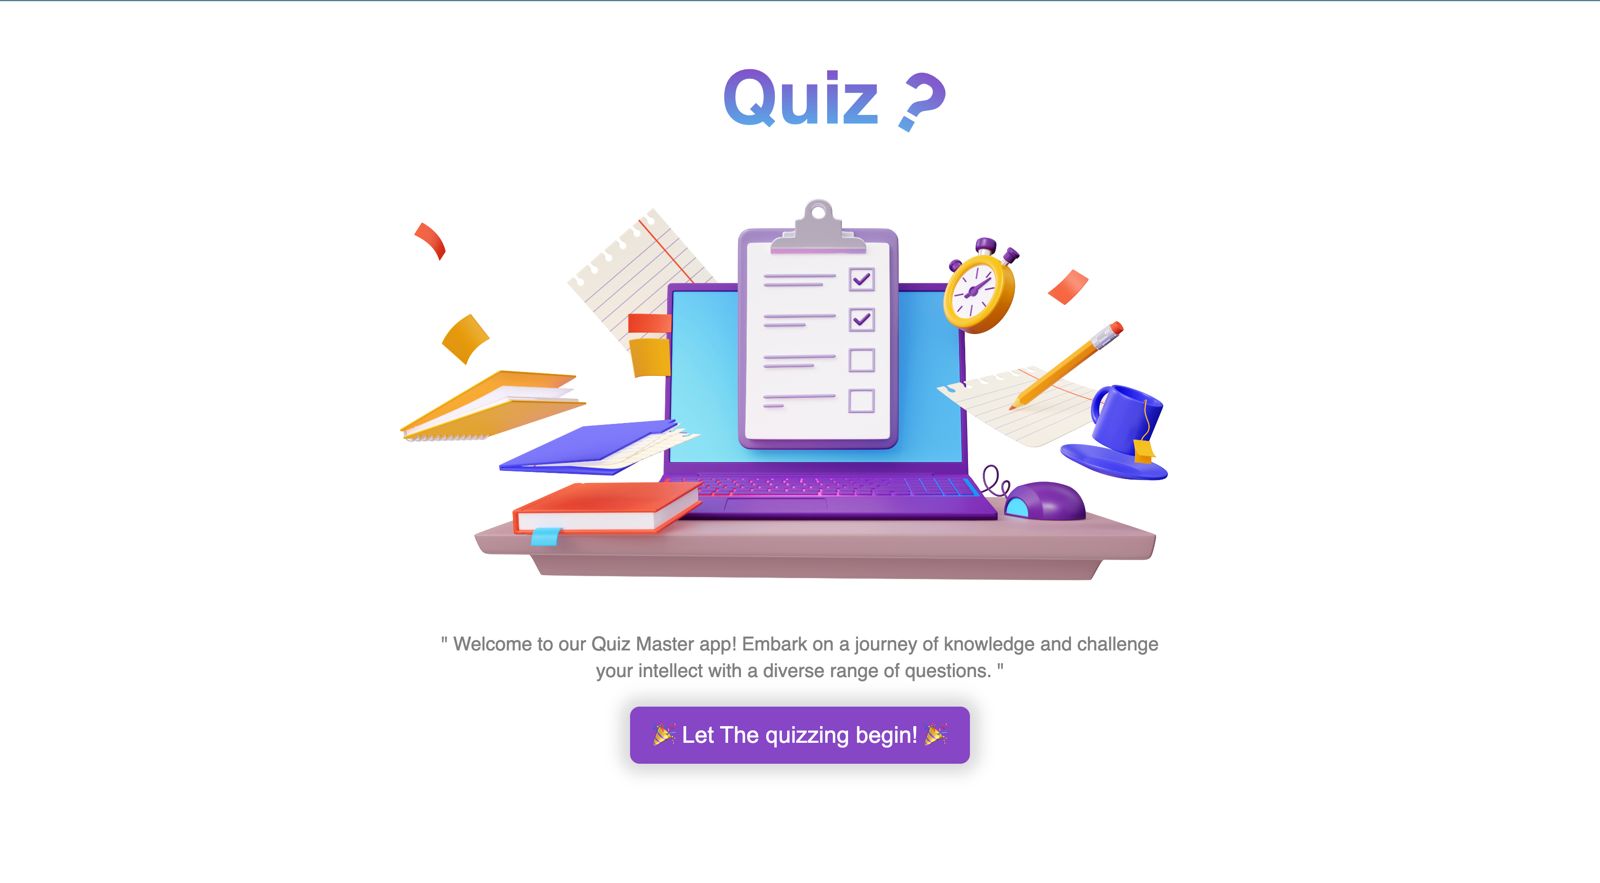 Quiz ?
" Welcome to our Quiz Master app! Embark on a journey of knowledge and challenge
your intellect with a diverse range of questions. "
🎉 Let The quizzing begin! 🎉